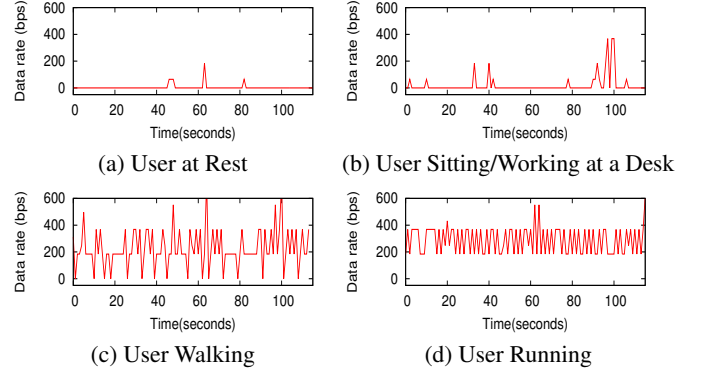 600
400
200
0
Data rate (bps)
0 20 40 60 80 100
Time(seconds)
(a) User at Rest
600
400
200
0
Data rate (bps)
0 20 40 60 80 100
Time(seconds)
(b) User Sitting/Working at a Desk
600
400
200
0
Data rate (bps)
0 20 40 60 80 100
Time(seconds)
(c) User Walking
600
400
200
0
Data rate (bps)
0 20 40 60 80 100
Time(seconds)
(d) User Running